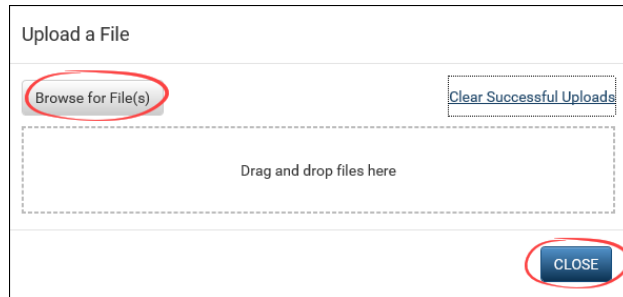 Upload a File
Browse for File(s)
Clear Successful Uploads
Drag and drop files here
CLOSE